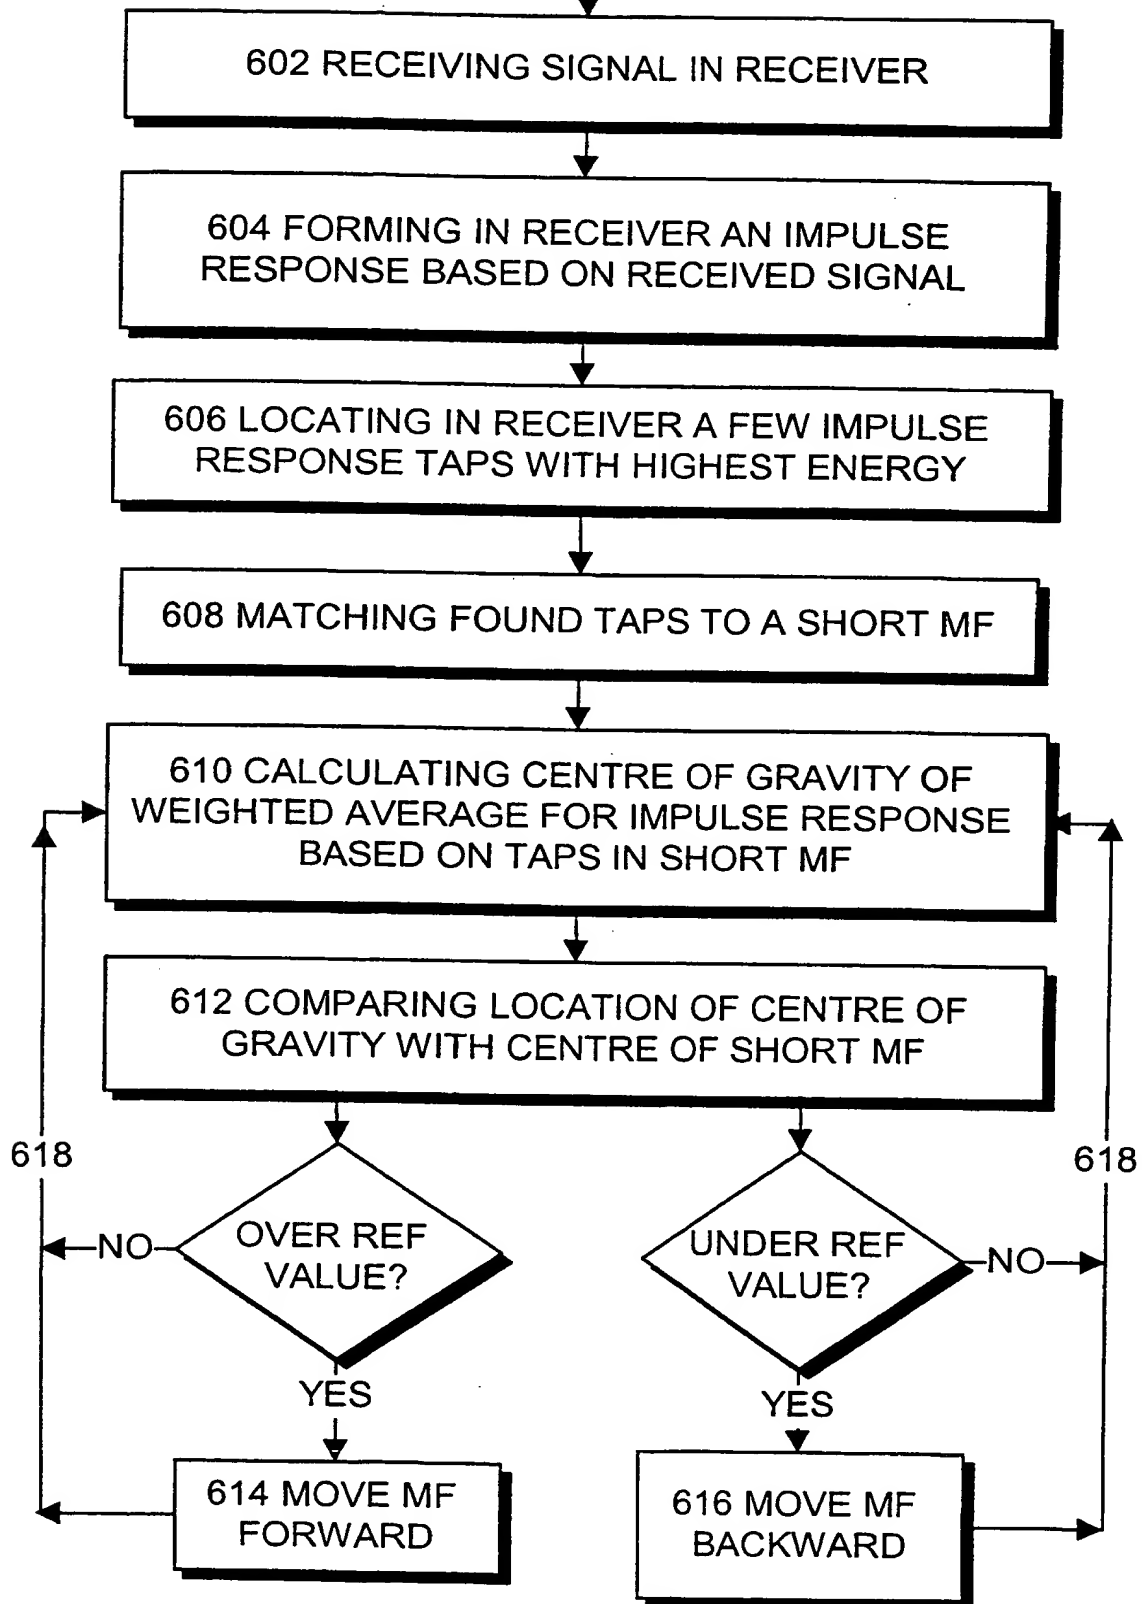 602 RECEIVING SIGNAL IN RECEIVER
604 FORMING IN RECEIVER AN IMPULSE
RESPONSE BASED ON RECEIVED SIGNAL
606 LOCATING IN RECEIVER A FEW IMPULSE
RESPONSE TAPS WITH HIGHEST ENERGY
608 MATCHING FOUND TAPS TO A SHORT MF
610 CALCULATING CENTRE OF GRAVITY OF
WEIGHTED AVERAGE FOR IMPULSE RESPONSE
BASED ON TAPS IN SHORT MF
612 COMPARING LOCATION OF CENTRE OF
GRAVITY WITH CENTRE OF SHORT MF
618
618
NO
OVER REF
VALUE?
UNDER REF
VALUE?
NO
YES
YES
614 MOVE MF
FORWARD
616 MOVE MF
BACKWARD